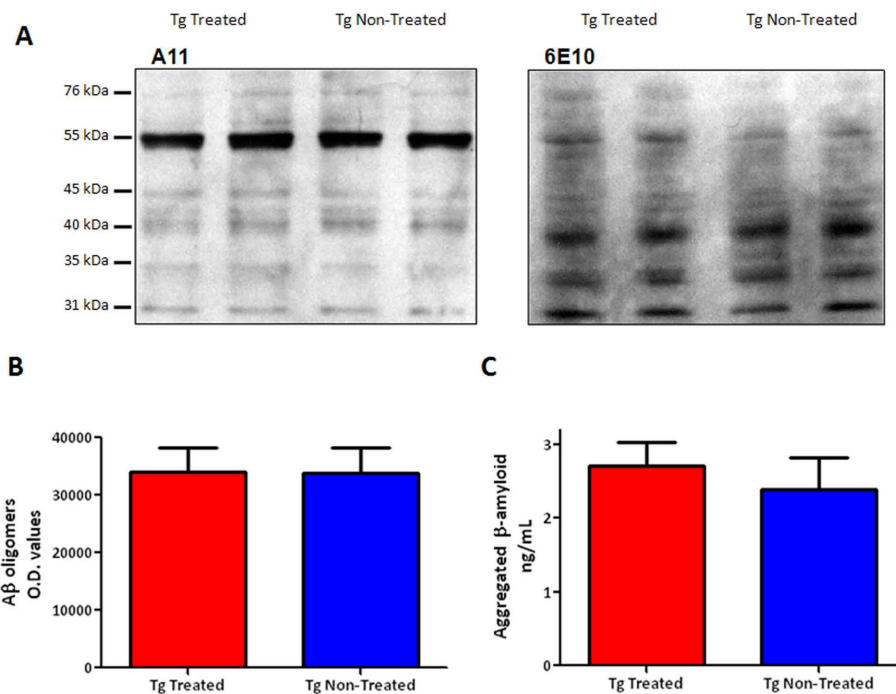 A
Tg Treated Tg Non-Treated
A11
76 kDa
55 kDa
45 kDa
40 kDa
35 kDa
31 kDa
Tg Treated Tg Non-Treated
6E10
B
Aβ oligomers
O.D. values
40000
30000
20000
10000
0
Tg Treated Tg Non-Treated
C
Aggregated β-amyloid
ng/mL
3
2
1
0
Tg Treated Tg Non-Treated